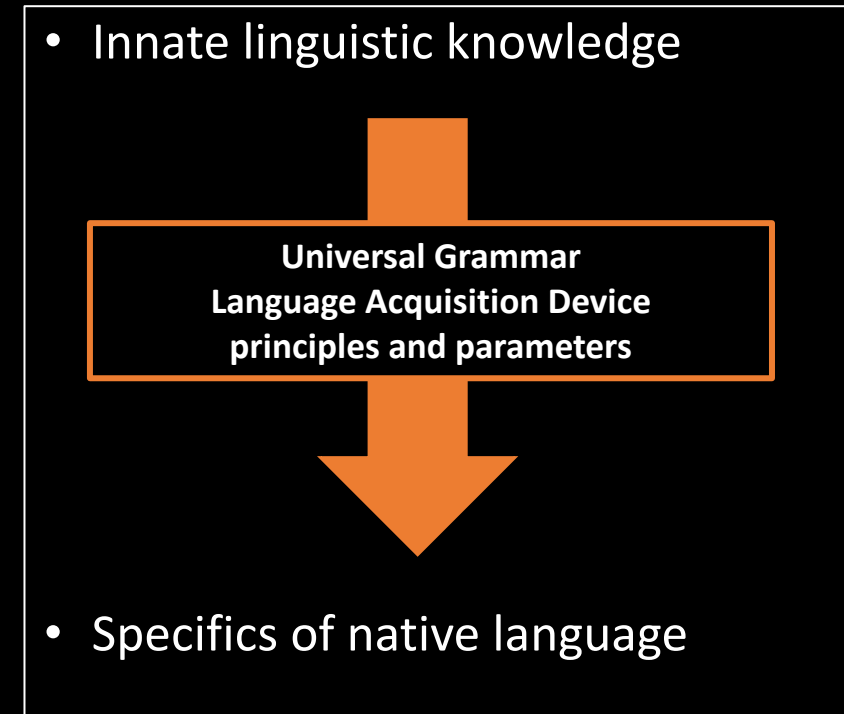 • Innate linguistic knowledge
Universal Grammar
Language Acquisition Device
principles and parameters
• Specifics of native language